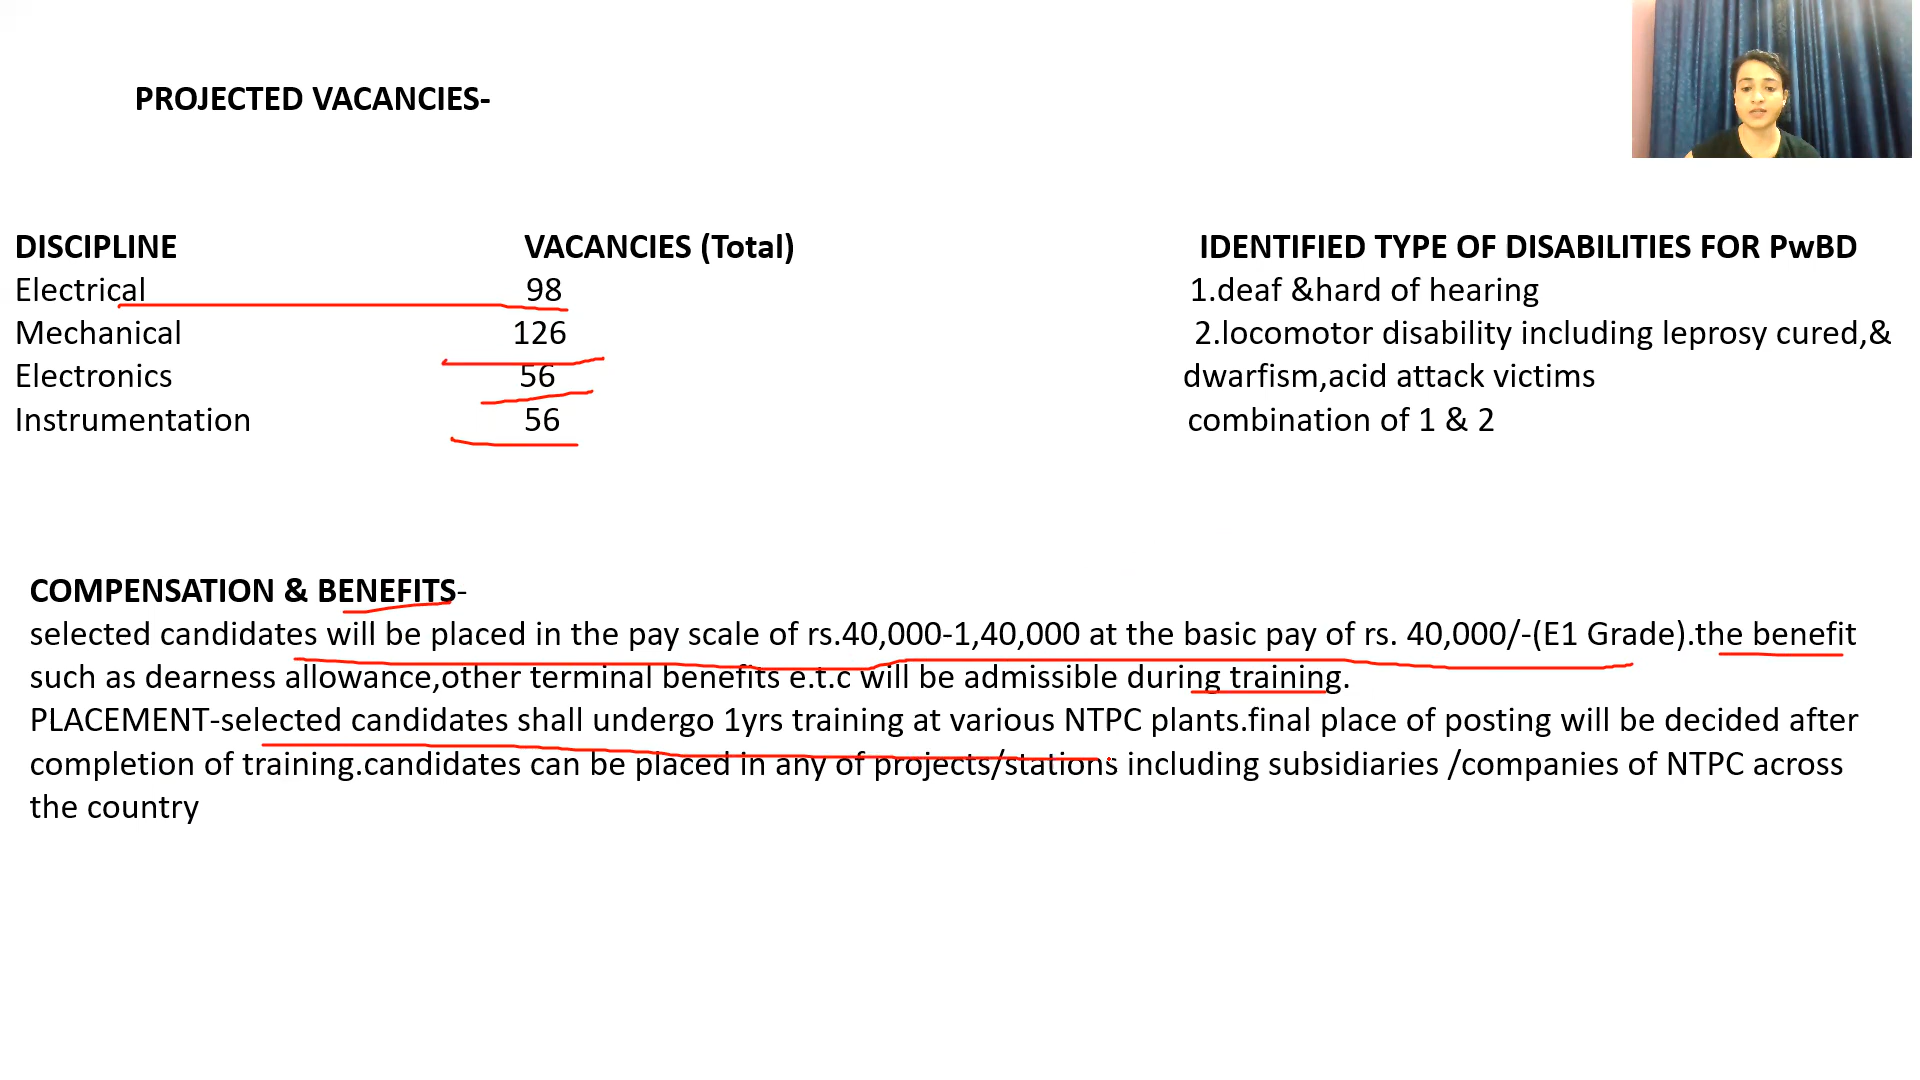 PROJECTED VACANCIES-
DISCIPLINE VACANCIES (Total) IDENTIFIED TYPE OF DISABILITIES FOR PwBD
Electrical 98 1.deaf &hard of hearing
Mechanical 126 2.locomotor disability including leprosy cured,&
Electronics 56 dwarfism,acid attack victims
Instrumentation 56 combination of 1 & 2
COMPENSATION & BENEFITS-
selected candidates will be placed in the pay scale of rs.40,000-1,40,000 at the basic pay of rs. 40,000/-(E1 Grade).the benefit
such as dearness allowance,other terminal benefits e.t.c will be admissible during training.
PLACEMENT-selected candidates shall undergo 1yrs training at various NTPC plants.final place of posting will be decided after
completion of training.candidates can be placed in any of projects/stations including subsidiaries /companies of NTPC across
the country